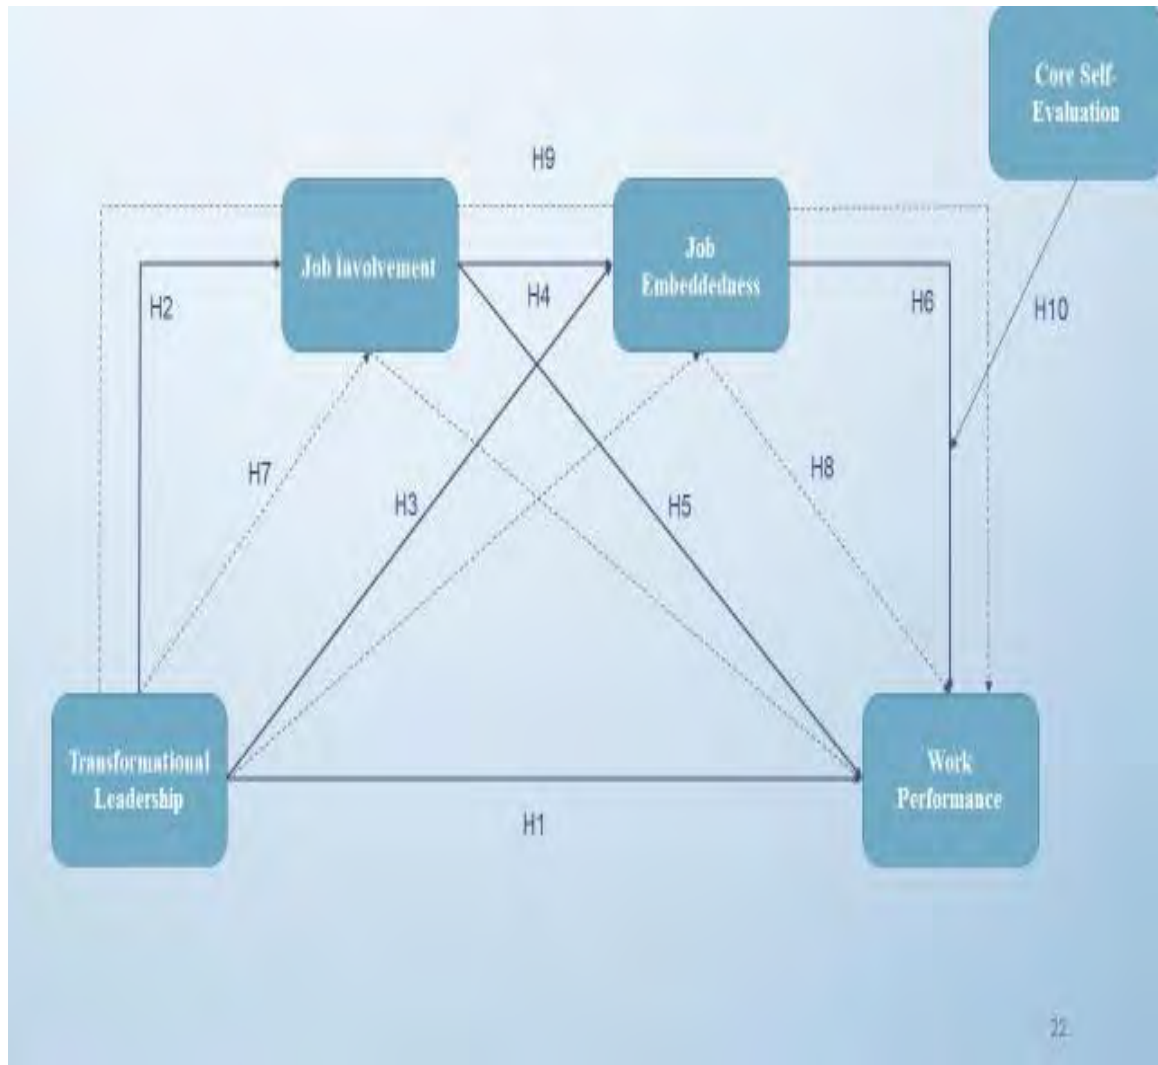 Core Self-
Evaluation
H9
Job Involvement
Job
Embeddedness
H2
H4
H6
H10
H7
H3
H5
H8
Transformational
Leadership
Work
Performance
H1
22